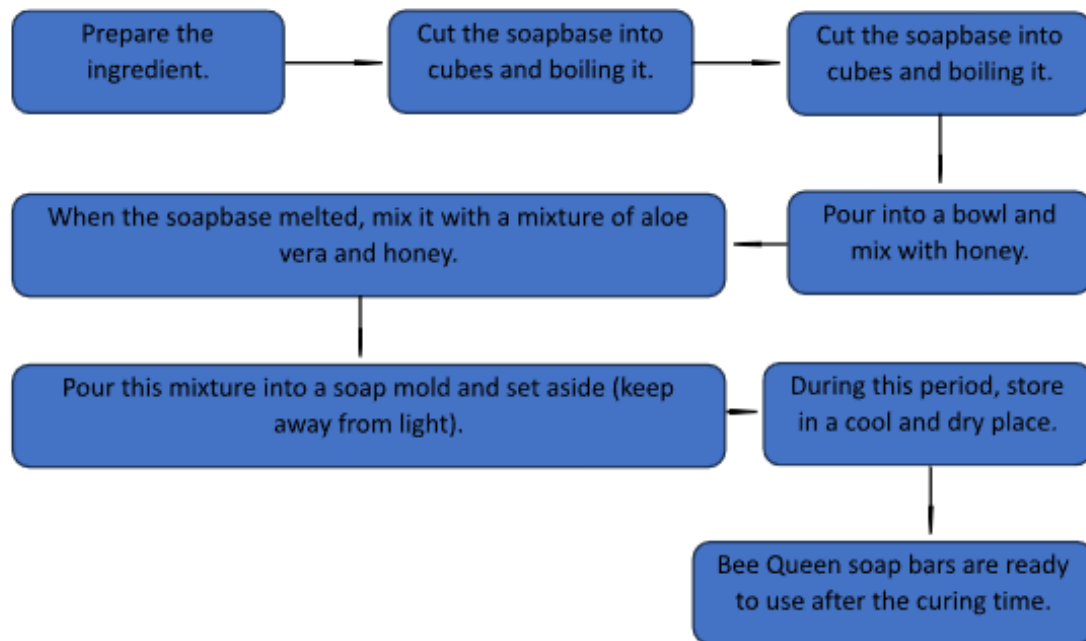 Prepare the
ingredient.
Cut the soapbase into
cubes and boiling it.
Cut the soapbase into
cubes and boiling it.
Pour into a bowl and
mix with honey.
When the soapbase melted, mix it with a mixture of aloe
vera and honey.
Pour this mixture into a soap mold and set aside (keep
away from light).
During this period, store
in a cool and dry place.
Bee Queen soap bars are ready
to use after the curing time.